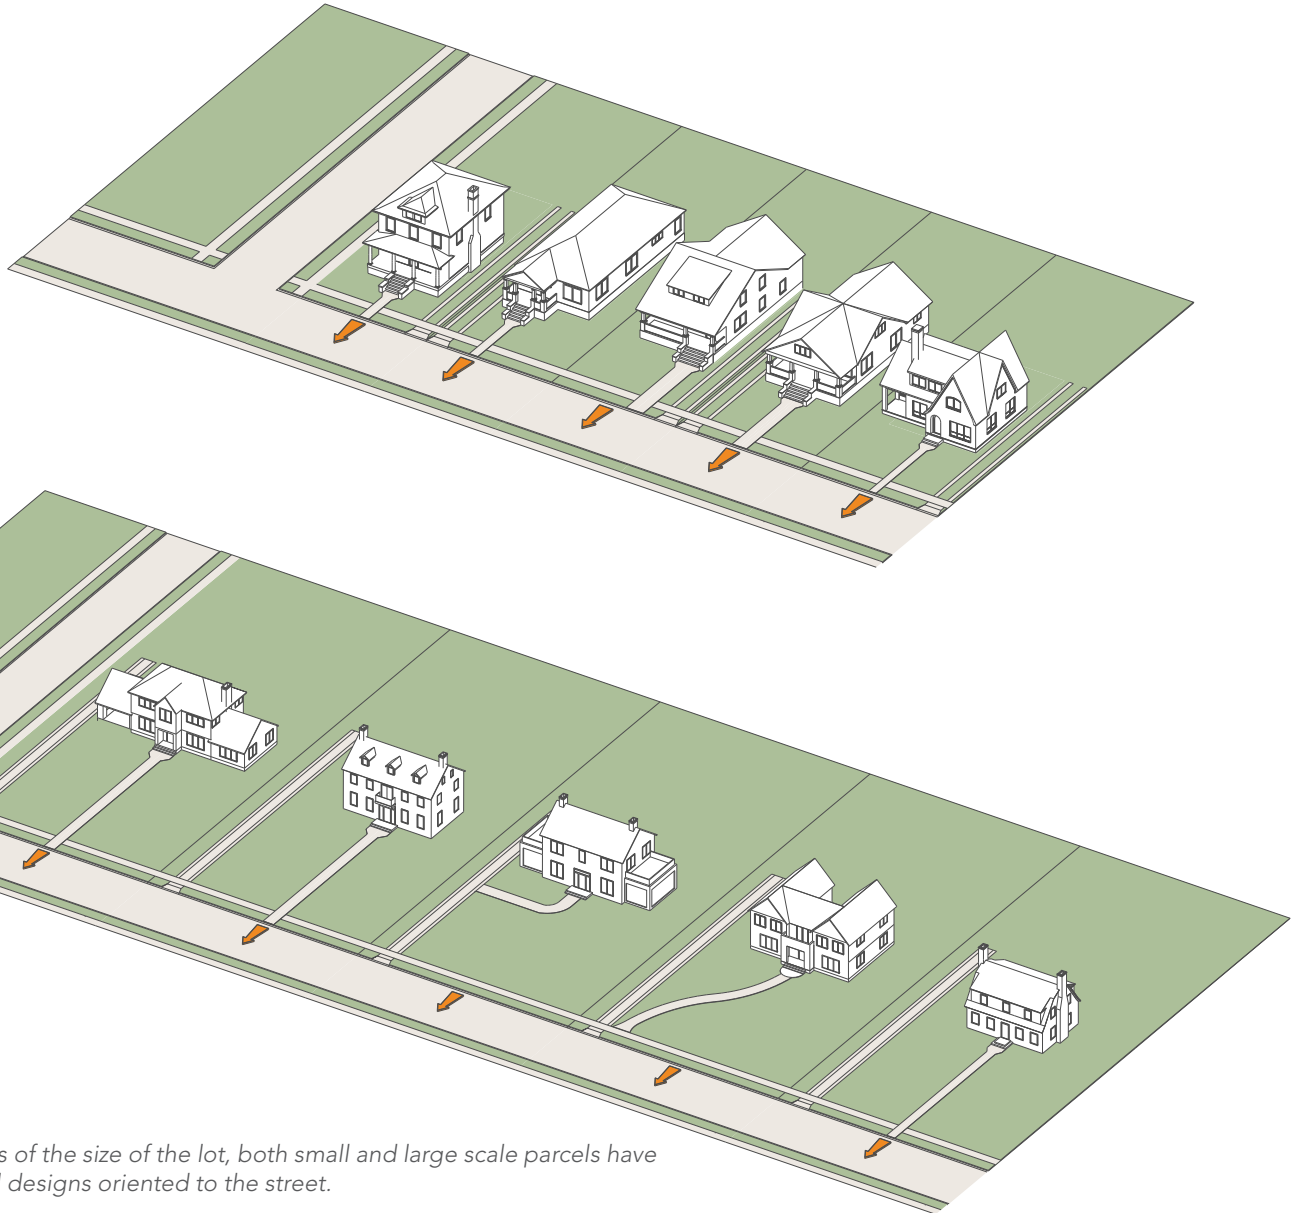 of the size of the lot, both small and large scale parcels have
designs oriented to the street.